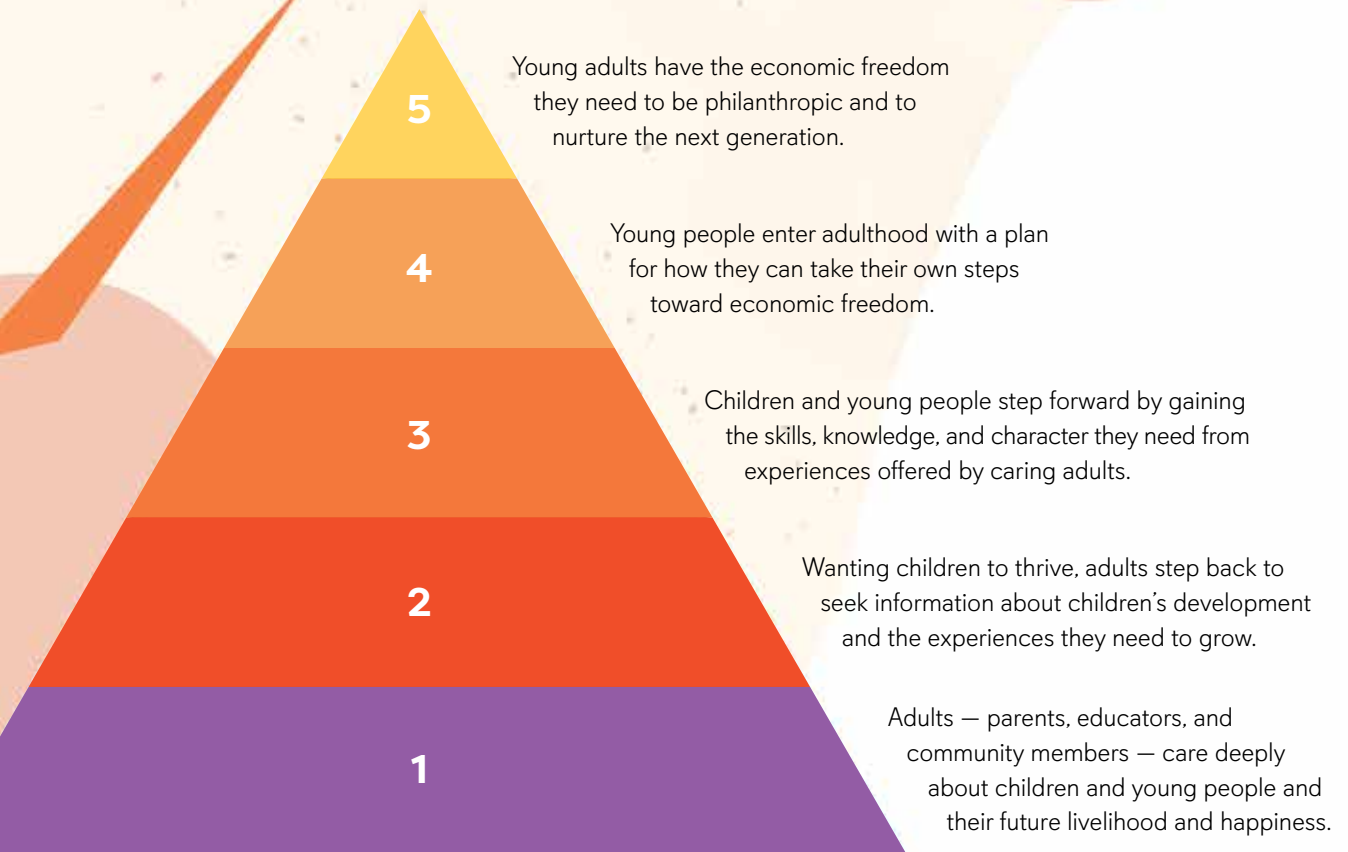 5
Young adults have the economic freedom
they need to be philanthropic and to
nurture the next generation.
4
Young people enter adulthood with a plan
for how they can take their own steps
toward economic freedom.
3
Children and young people step forward by gaining
the skills, knowledge, and character they need from
experiences offered by caring adults.
2
Wanting children to thrive, adults step back to
seek information about children’s development
and the experiences they need to grow.
1
Adults — parents, educators, and
community members — care deeply
about children and young people and
their future livelihood and happiness.